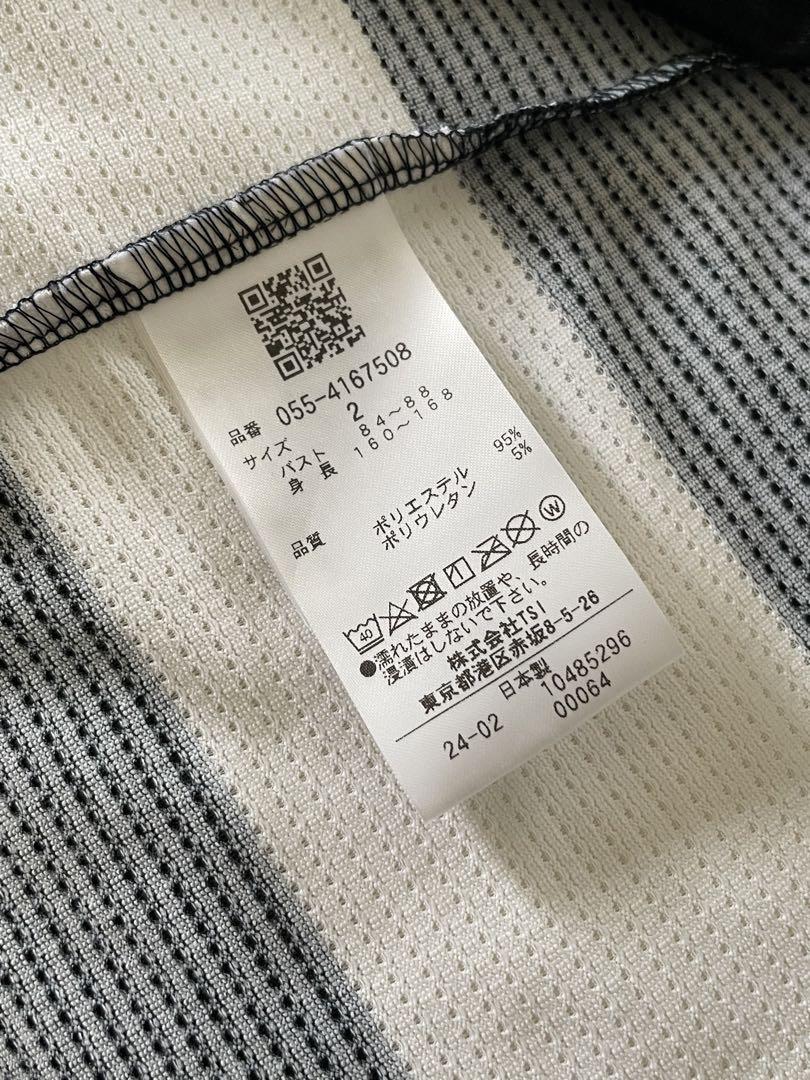 品番 055-4167508
サイズ 2
バスト 84～88
身長 160～168
品質 ポリエステル 95%
ポリウレタン 5%
40 W
●濡れたままの放置や、長時間の
浸漬はしないで下さい。
株式会社TSI
東京都港区赤坂8-5-26
日本製
24-02 10485296
00064